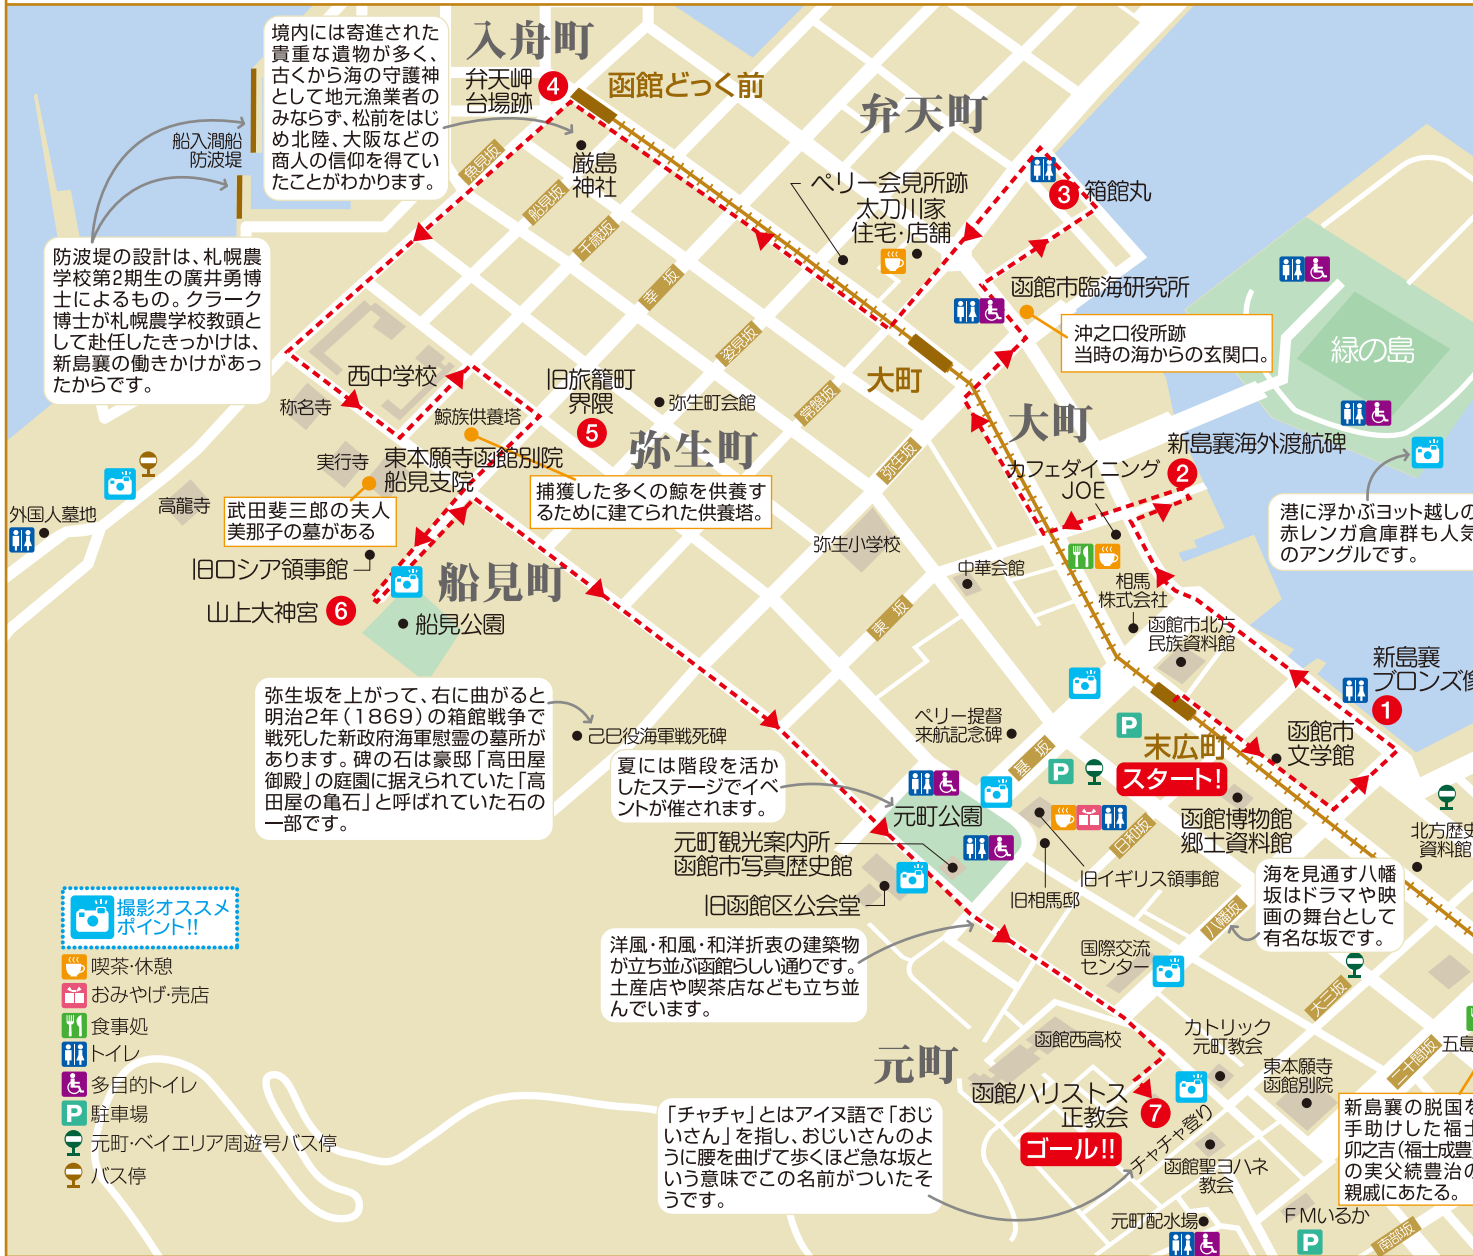 境内には寄進された
貴重な遺物が多く、
古くから海の守護神
として地元漁業者の
みならず、松前をはじ
め北陸、大阪などの
商人の信仰を得てい
たことがわかります。
入舟町
弁天岬
台場跡
4
函館どっく前
弁天町
船入澗船
防波堤
魚見坂
厳島
神社
船見坂
千歳坂
幸坂
姿見坂
常盤坂
弥生坂
東坂
基坂
日和坂
八幡坂
大三坂
二十間坂
南部坂
ペリー会見所跡
太刀川家
住宅・店舗
3
箱館丸
防波堤の設計は、札幌農
学校第2期生の廣井勇博
士によるもの。クラーク
博士が札幌農学校教頭と
して赴任したきっかけは、
新島襄の働きかけがあっ
たからです。
函館市臨海研究所
沖之口役所跡
当時の海からの玄関口。
緑の島
西中学校
称名寺
鯨族供養塔
旧旅籠町
界隈
5
弥生町会館
弥生町
大町
大町
新島襄海外渡航碑
2
カフェダイニング
JOE
実行寺
東本願寺函館別院
船見支院
高龍寺
外国人墓地
武田斐三郎の夫人
美那子の墓がある
捕獲した多くの鯨を供養す
るために建てられた供養塔。
港に浮かぶヨット越しの
赤レンガ倉庫群も人気
のアングルです。
旧ロシア領事館
山上大神宮
6
船見町
船見公園
弥生小学校
中華会館
相馬
株式会社
函館市北方
民族資料館
新島襄
ブロンズ像
1
弥生坂を上がって、右に曲がると
明治2年(1869)の箱館戦争で
戦死した新政府海軍慰霊の墓所が
あります。碑の石は豪邸「高田屋
御殿」の庭園に据えられていた「高
田屋の亀石」と呼ばれていた石の
一部です。
己巳役海軍戦死碑
ペリー提督
来航記念碑
P
末広町
スタート!
函館市
文学館
夏には階段を活か
したステージでイベ
ントが催されます。
P
元町公園
函館博物館
郷土資料館
北方歴史
資料館
元町観光案内所
函館市写真歴史館
旧イギリス領事館
旧相馬邸
旧函館区公会堂
海を見通す八幡
坂はドラマや映
画の舞台として
有名な坂です。
洋風・和風・和洋折衷の建築物
が立ち並ぶ函館らしい通りです。
土産店や喫茶店なども立ち並
んでいます。
国際交流
センター
撮影オススメ
ポイント!!
喫茶・休憩
おみやげ・売店
食事処
トイレ
多目的トイレ
P
駐車場
元町・ベイエリア周遊号バス停
バス停
元町
函館西高校
カトリック
元町教会
東本願寺
函館別院
五島
函館ハリストス
正教会
7
ゴール!!
チャチャ登り
函館聖ヨハネ
教会
「チャチャ」とはアイヌ語で「おじ
いさん」を指し、おじいさんのよ
うに腰を曲げて歩くほど急な坂と
いう意味でこの名前がついたそ
うです。
新島襄の脱国を
手助けした福士
卯之吉(福士成豊)
の実父続豊治の
親戚にあたる。
元町配水場
FMいるか
P